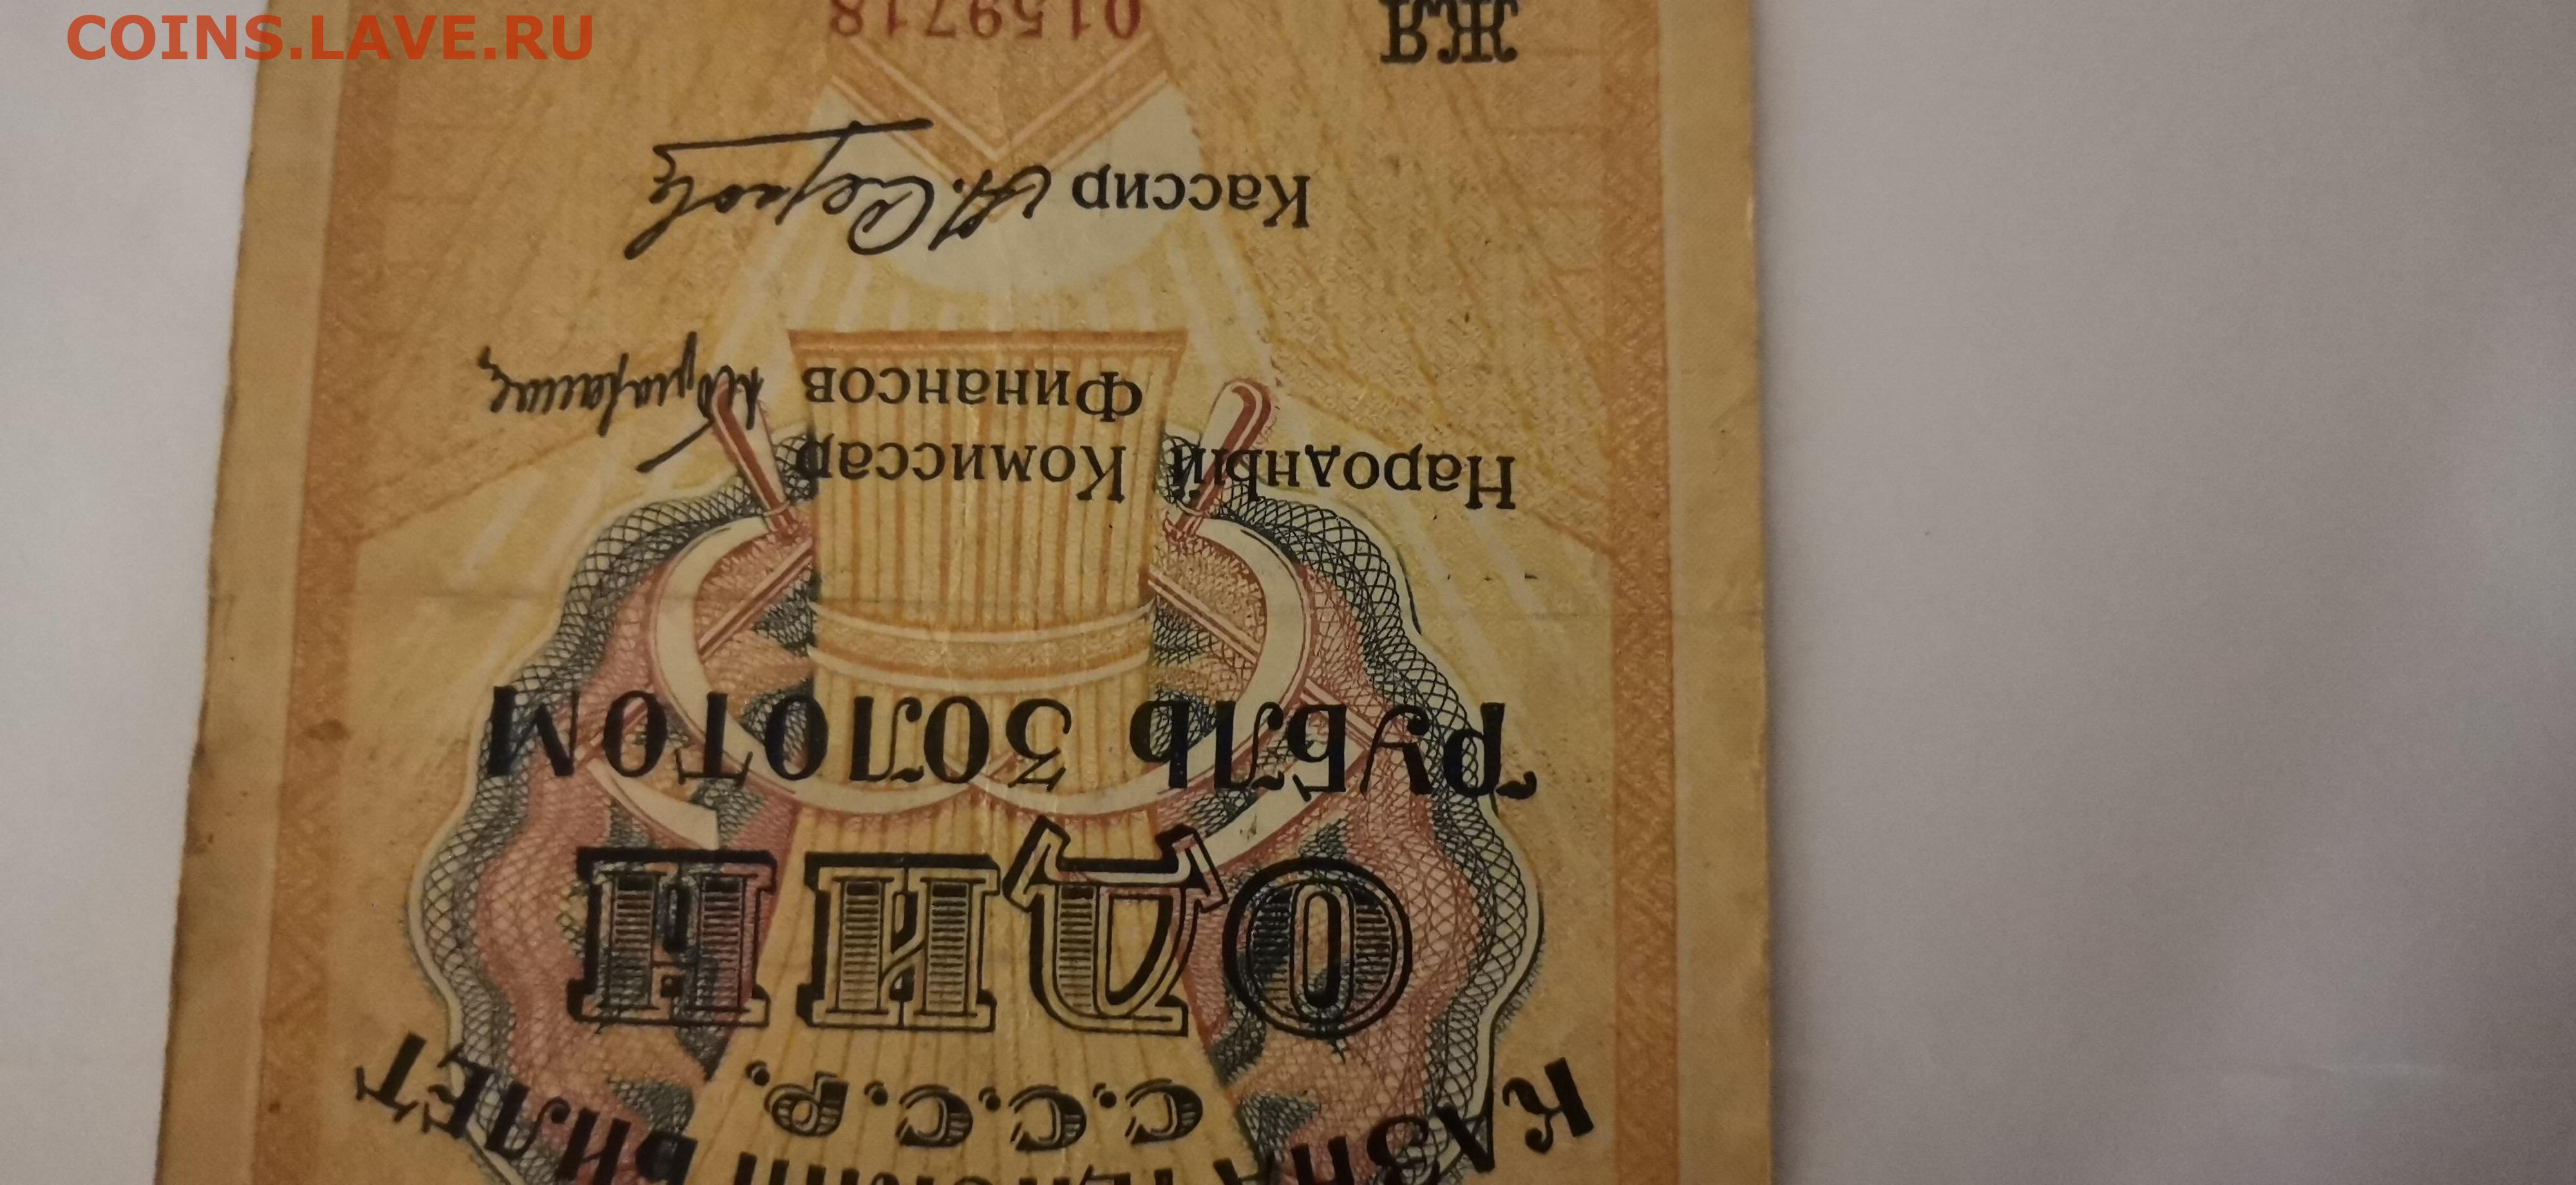 COINS.LAVE.RU
КАЗНАЧЕЙСКИЙ БИЛЕТ
С.С.С.Р.
ОДИН
РУБЛЬ ЗОЛОТОМ
Народный Комиссар
Финансов
Кассир
ЖЯ 0159718